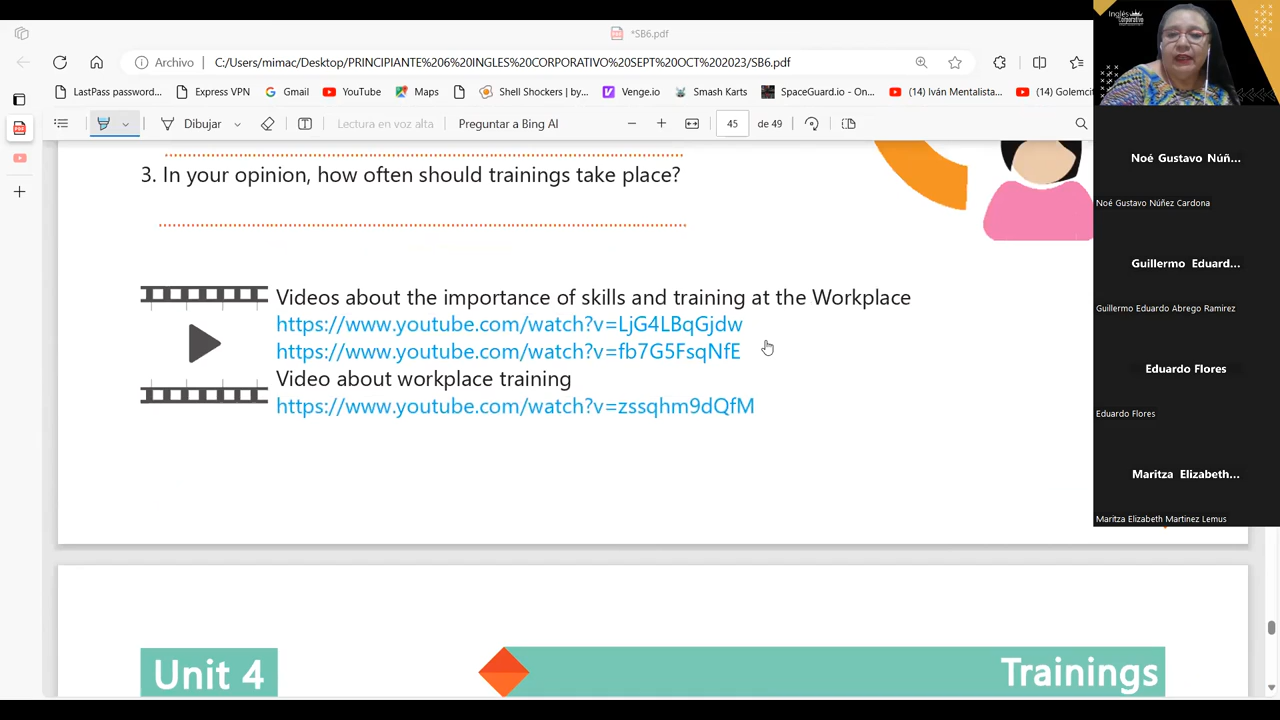 *SB6.pdf
Archivo
C:/Users/mimac/Desktop/PRINCIPIANTE%206%20INGLES%20CORPORATIVO%20SEPT%20OCT%202023/SB6.pdf
LastPass password...
Express VPN
Gmail
YouTube
Maps
Shell Shockers | by...
Venge.io
Smash Karts
SpaceGuard.io - On...
(14) Iván Mentalista...
(14) Golemcit
Dibujar
Lectura en voz alta
Preguntar a Bing AI
45
de 49
3. In your opinion, how often should trainings take place?
Videos about the importance of skills and training at the Workplace
https://www.youtube.com/watch?v=LjG4LBqGjdw
https://www.youtube.com/watch?v=fb7G5FsqNfE
Video about workplace training
https://www.youtube.com/watch?v=zssqhm9dQfM
Unit 4
Trainings
Inglés
Corporativo
Noé Gustavo Núñ...
Noé Gustavo Núñez Cardona
Guillermo Eduard...
Guillermo Eduardo Abrego Ramirez
Eduardo Flores
Eduardo Flores
Maritza Elizabeth...
Maritza Elizabeth Martinez Lemus